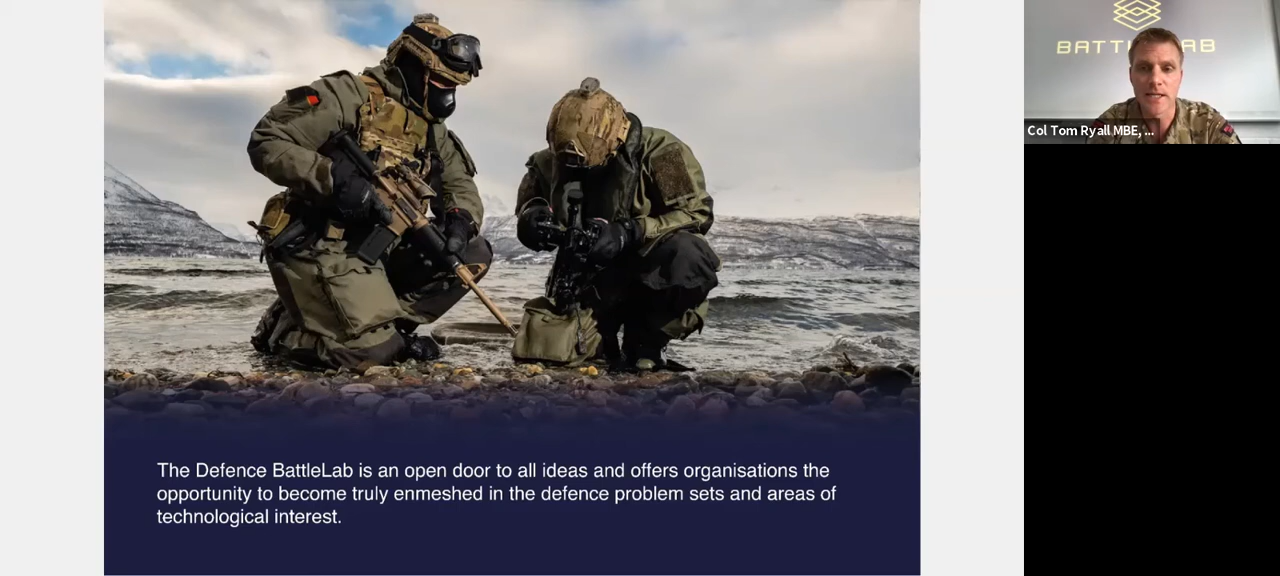 BATTLELAB
Col Tom Ryall MBE, ...
The Defence BattleLab is an open door to all ideas and offers organisations the
opportunity to become truly enmeshed in the defence problem sets and areas of
technological interest.